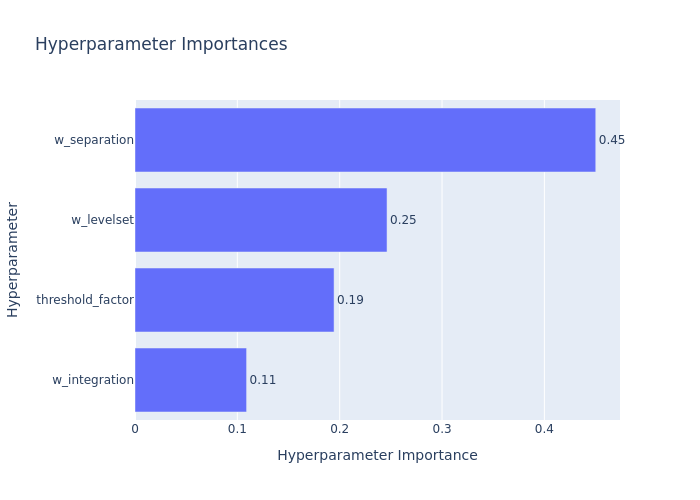 Hyperparameter Importances
Hyperparameter
w_separation
0.45
w_levelset
0.25
threshold_factor
0.19
w_integration
0.11
0
0.1
0.2
0.3
0.4
Hyperparameter Importance